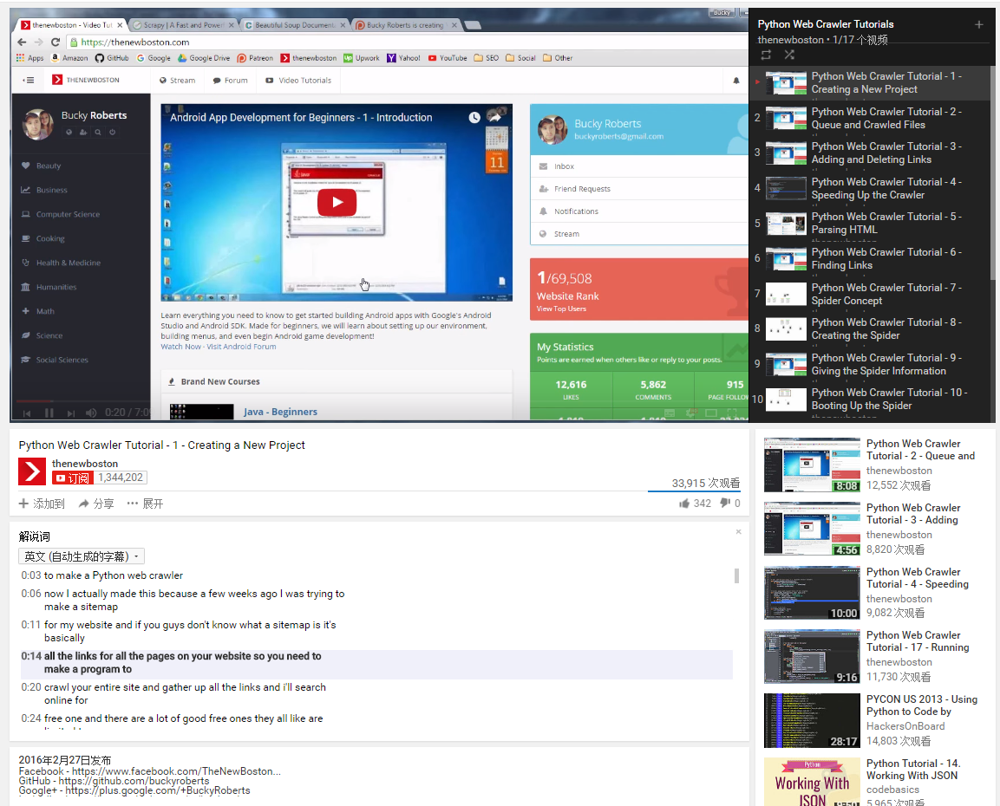 thenewboston - Video Tut
Scrapy | A Fast and Powerf
Beautiful Soup Document
Bucky Roberts is creating
Bucky
https://thenewboston.com
Apps Amazon GitHub Google Google Drive Patreon thenewboston Upwork Yahoo! YouTube SEO Social Other
THENEWBOSTON
Stream Forum Video Tutorials
Bucky Roberts
Beauty
Business
Computer Science
Cooking
Health & Medicine
Humanities
Math
Science
Social Sciences
0:20 / 7:0
Android App Development for Beginners - 1 - Introduction
11
Learn everything you need to know to get started building Android apps with Google's Android
Studio and Android SDK. Made for beginners, we will learn about setting up our environment,
building menus, and even begin Android game development!
Watch Now - Visit Android Forum
Brand New Courses
Java - Beginners
Bucky Roberts
buckyroberts@gmail.com
Inbox
Friend Requests
Notifications
Stream
1/69,508
Website Rank
View Top Users
My Statistics
Points are earned when others like or reply to your posts.
12,616 5,862 915
LIKES COMMENTS PAGE FOLLOW
Python Web Crawler Tutorials
thenewboston • 1/17 个视频
Python Web Crawler Tutorial - 1 -
Creating a New Project
2 Python Web Crawler Tutorial - 2 -
Queue and Crawled Files
3 Python Web Crawler Tutorial - 3 -
Adding and Deleting Links
4 Python Web Crawler Tutorial - 4 -
Speeding Up the Crawler
5 Python Web Crawler Tutorial - 5 -
Parsing HTML
6 Python Web Crawler Tutorial - 6 -
Finding Links
7 Python Web Crawler Tutorial - 7 -
Spider Concept
8 Python Web Crawler Tutorial - 8 -
Creating the Spider
9 Python Web Crawler Tutorial - 9 -
Giving the Spider Information
10 Python Web Crawler Tutorial - 10 -
Booting Up the Spider
Python Web Crawler Tutorial - 1 - Creating a New Project
thenewboston
订阅 1,344,202
33,915 次观看
添加到 分享 展开
342 0
解说词
英文 (自动生成的字幕)
0:03 to make a Python web crawler
0:06 now I actually made this because a few weeks ago I was trying to
make a sitemap
0:11 for my website and if you guys don't know what a sitemap is it's
basically
0:14 all the links for all the pages on your website so you need to
make a program to
0:20 crawl your entire site and gather up all the links and i'll search
online for
0:24 free one and there are a lot of good free ones they all like are
2016年2月27日发布
Facebook - https://www.facebook.com/TheNewBoston...
GitHub - https://github.com/buckyroberts
Google+ - https://plus.google.com/+BuckyRoberts
Python Web Crawler
Tutorial - 2 - Queue and
thenewboston
12,552 次观看
8:08
Python Web Crawler
Tutorial - 3 - Adding
thenewboston
8,820 次观看
4:56
Python Web Crawler
Tutorial - 4 - Speeding
thenewboston
9,082 次观看
10:00
Python Web Crawler
Tutorial - 17 - Running
thenewboston
11,730 次观看
9:16
PYCON US 2013 - Using
Python to Code by
HackersOnBoard
14,803 次观看
28:17
Python Tutorial - 14.
Working With JSON
codebasics
5,965 次观看
Python
Working With
JSON